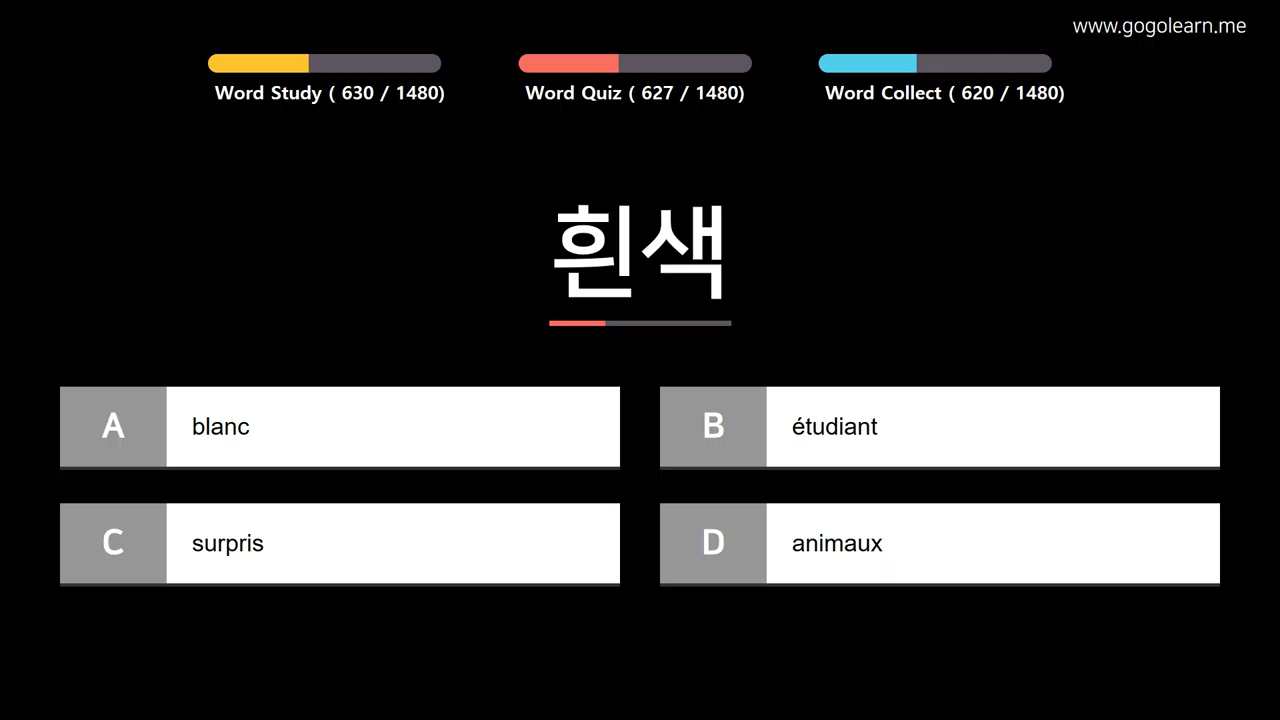 www.gogolearn.me
Word Study ( 630 / 1480)
Word Quiz ( 627 / 1480)
Word Collect ( 620 / 1480)
흰색
A blanc
B étudiant
C surpris
D animaux